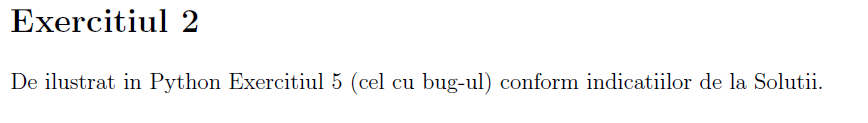 Exercitiul 2
De ilustrat in Python Exercitiul 5 (cel cu bug-ul) conform indicatiilor de la Solutii.